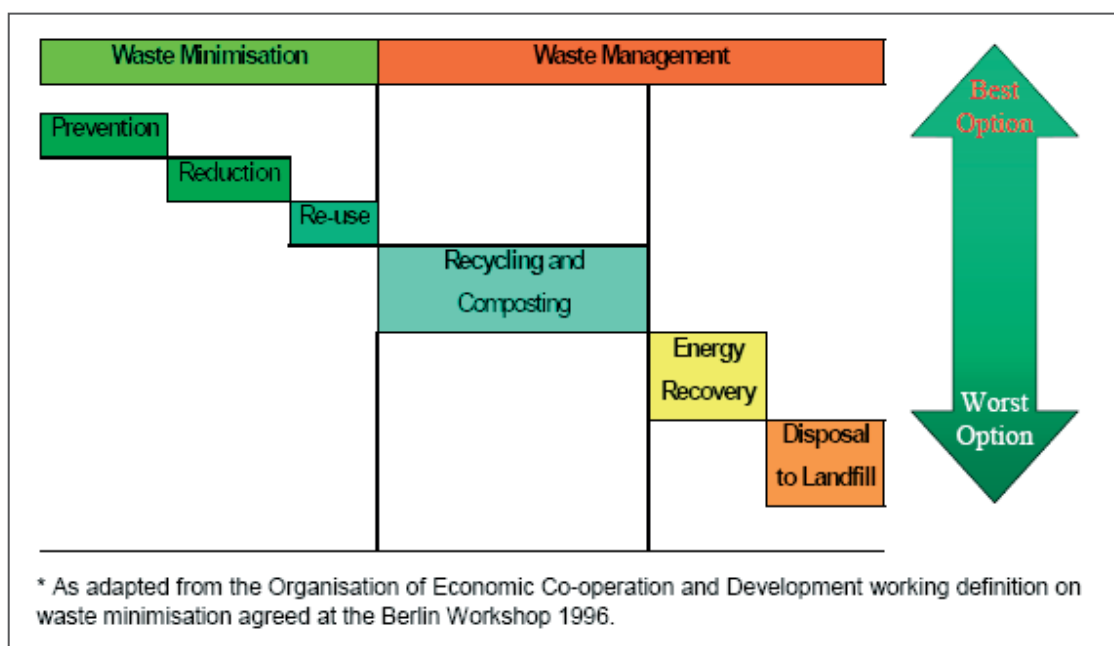 Waste Minimisation
Waste Management
Best
Option
Prevention
Reduction
Re-use
Recycling and
Composting
Energy
Recovery
Worst
Option
Disposal
to Landfill
* As adapted from the Organisation of Economic Co-operation and Development working definition on
waste minimisation agreed at the Berlin Workshop 1996.